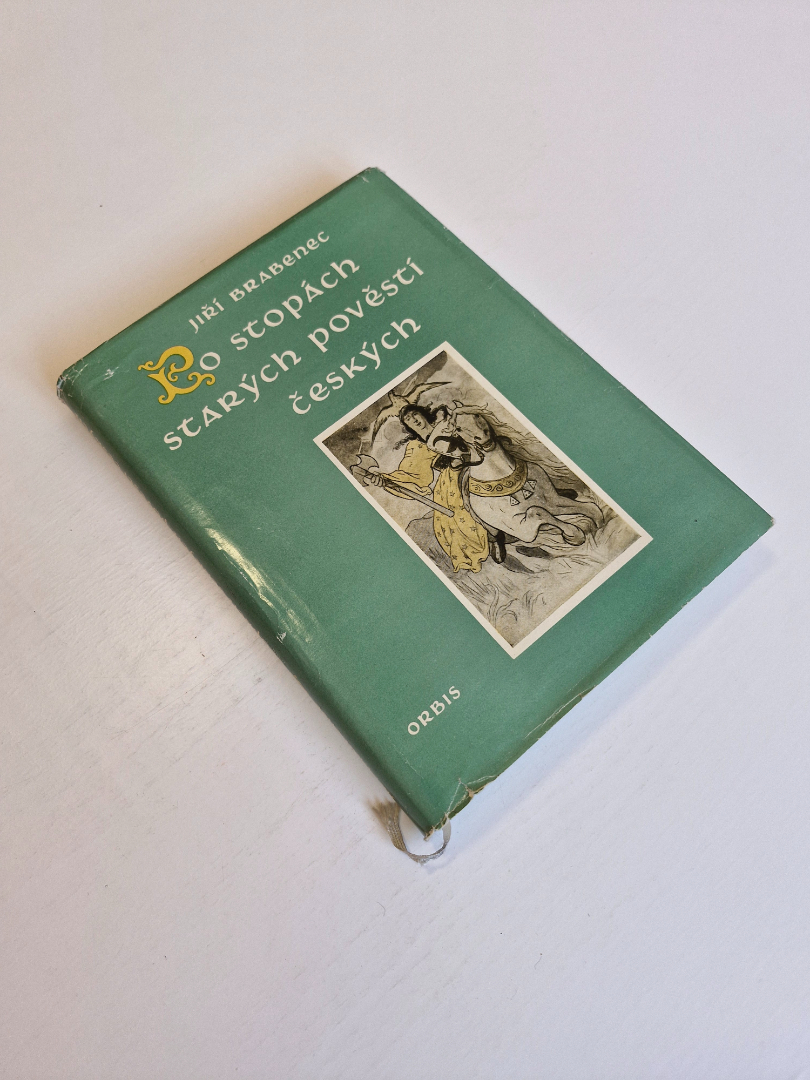 JIŘÍ BRABENEC
Po stopách
starých pověstí
českých
ORBIS